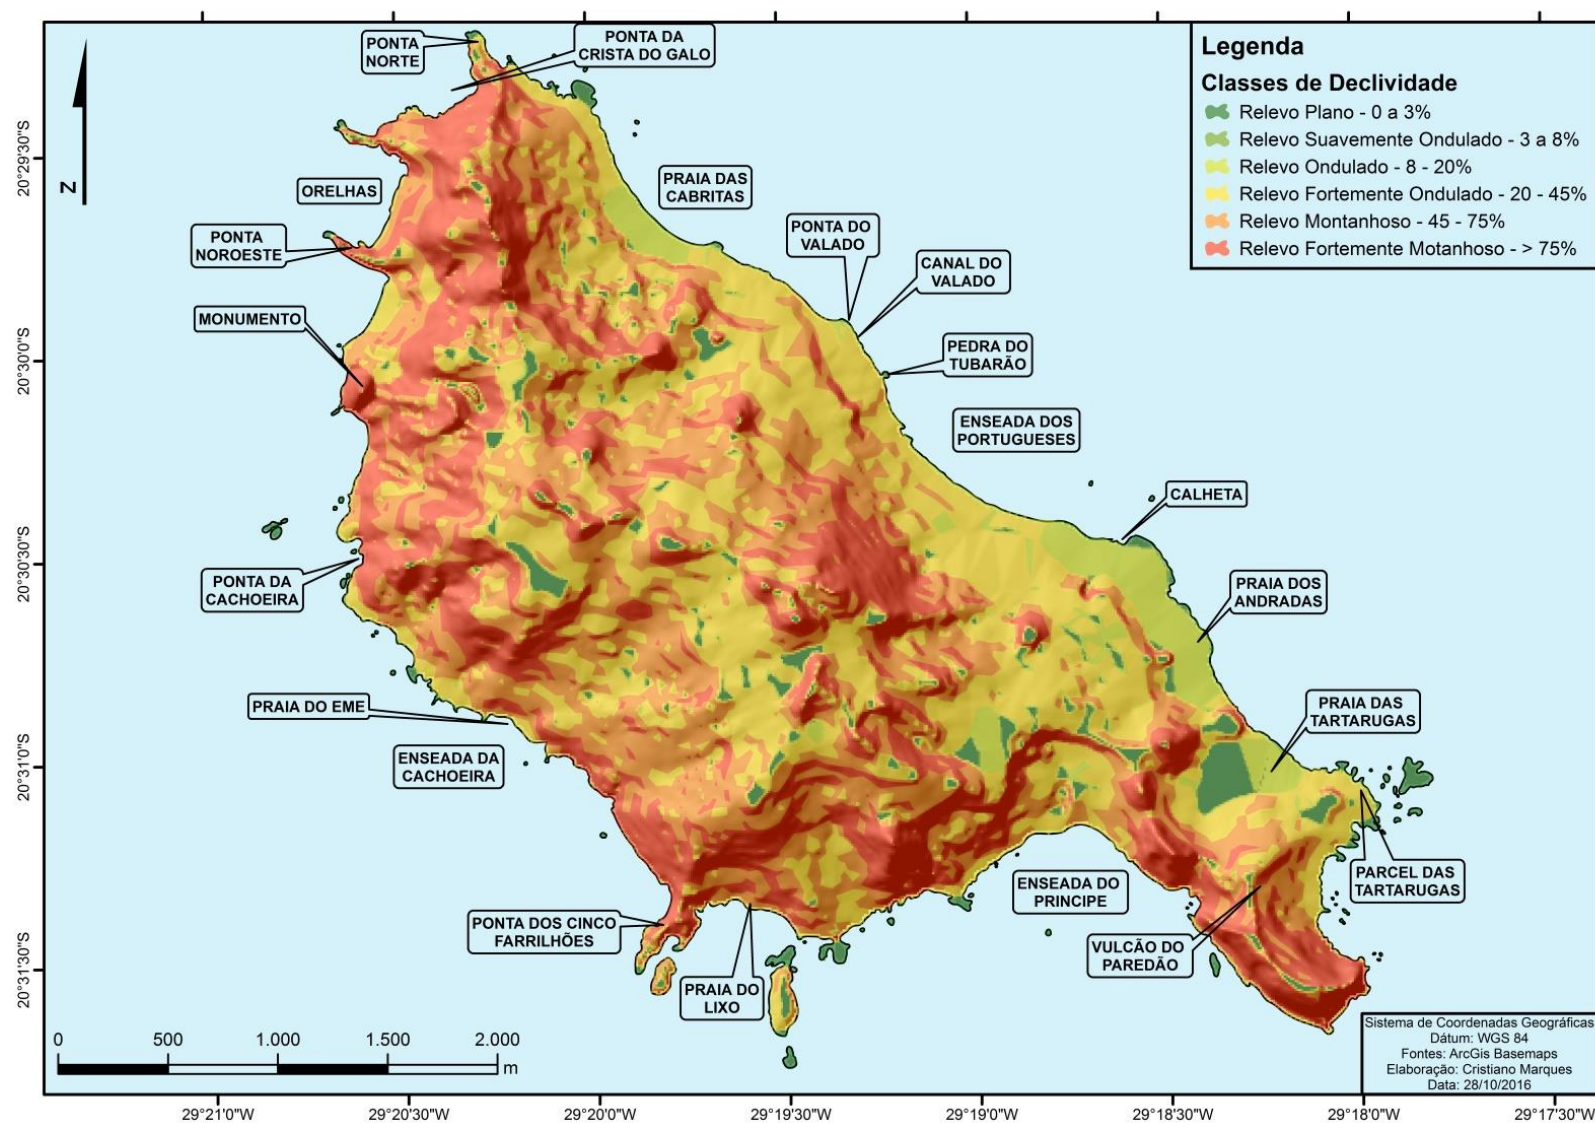 PONTA
NORTE
PONTA DA
CRISTA DO GALO
Legenda
Classes de Declividade
Relevo Plano - 0 a 3%
Relevo Suavemente Ondulado - 3 a 8%
Relevo Ondulado - 8 - 20%
Relevo Fortemente Ondulado - 20 - 45%
Relevo Montanhoso - 45 - 75%
Relevo Fortemente Motanhoso - > 75%
N
ORELHAS
PRAIA DAS
CABRITAS
PONTA
NOROESTE
PONTA DO
VALADO
CANAL DO
VALADO
MONUMENTO
PEDRA DO
TUBARÃO
ENSEADA DOS
PORTUGUESES
CALHETA
PONTA DA
CACHOEIRA
PRAIA DOS
ANDRADAS
PRAIA DO EME
PRAIA DAS
TARTARUGAS
ENSEADA DA
CACHOEIRA
ENSEADA DO
PRINCIPE
PARCEL DAS
TARTARUGAS
PONTA DOS CINCO
FARRILHÕES
VULCÃO DO
PAREDÃO
PRAIA DO
LIXO
0 500 1.000 1.500 2.000
m
Sistema de Coordenadas Geográficas
Dátum: WGS 84
Fontes: ArcGis Basemaps
Elaboração: Cristiano Marques
Data: 28/10/2016
20°29'30"S
20°30'0"S
20°30'30"S
20°31'0"S
20°31'30"S
29°21'0"W 29°20'30"W 29°20'0"W 29°19'30"W 29°19'0"W 29°18'30"W 29°18'0"W 29°17'30"W